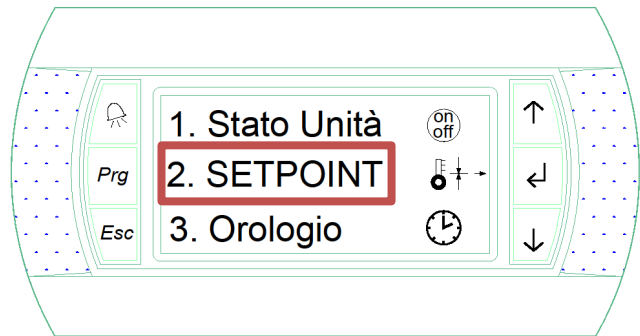 1. Stato Unità
on
off
Prg
2. SETPOINT
Esc
3. Orologio